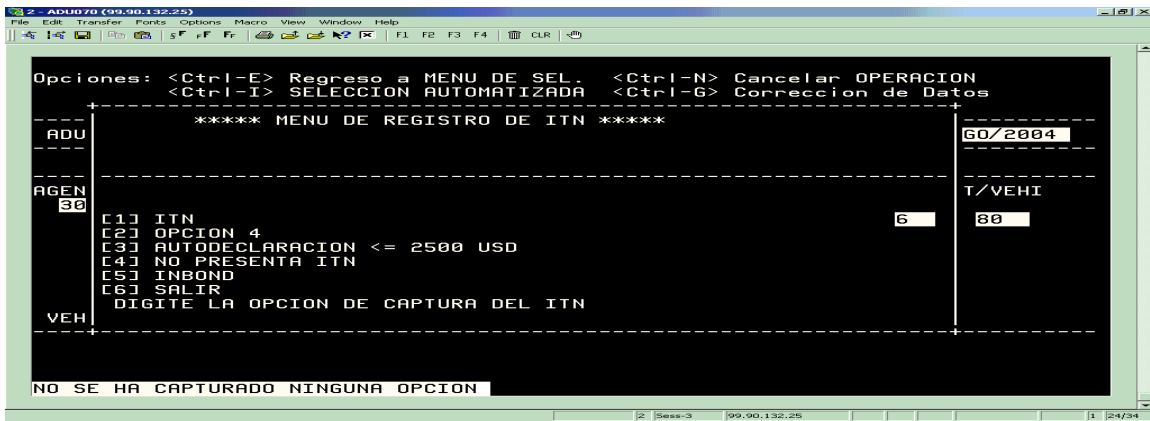 2 - ADU070 (99.90.132.25)
File Edit Transfer Fonts Options Macro View Window Help
F1 F2 F3 F4 CLR
Opciones: <Ctrl-E> Regreso a MENU DE SEL. <Ctrl-N> Cancelar OPERACIO
<Ctrl-I> SELECCION AUTOMATIZADA <Ctrl-G> Correccion de Datos
***** MENU DE REGISTRO DE ITN *****
ADU GO/2004
AGEN T/VEHI
30
[1] ITN 6 80
[2] OPCION 4
[3] AUTODECLARACION <= 2500 USD
[4] NO PRESENTA ITN
[5] INBOND
[6] SALIR
DIGITE LA OPCION DE CAPTURA DEL ITN
VEH
NO SE HA CAPTURADO NINGUNA OPCION
2 Sess-3 99.90.132.25 1 24/34